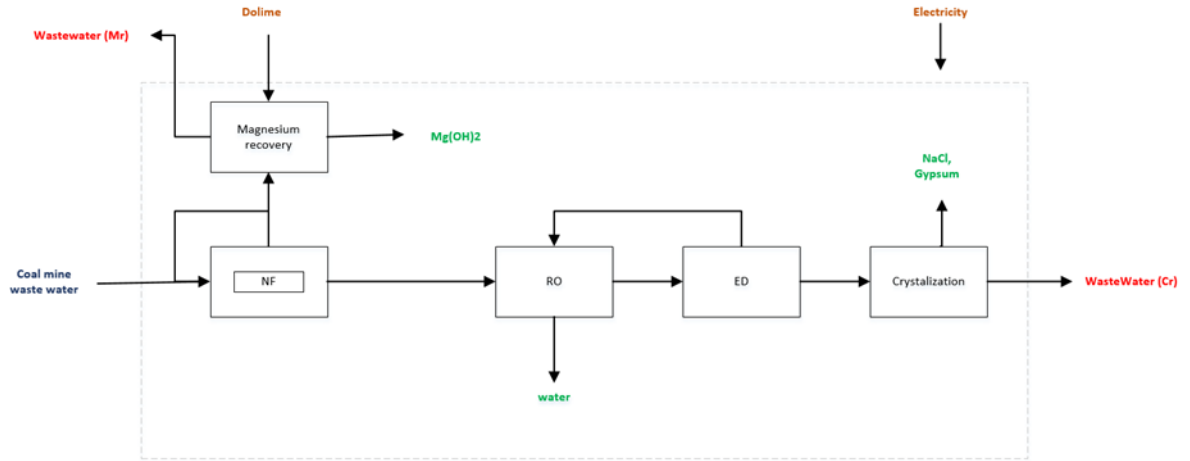 Dolime
Electricity
Wastewater (Mr)
Magnesium
recovery
Mg(OH)2
NaCl,
Gypsum
Coal mine
waste water
NF
RO
ED
Crystalization
WasteWater (Cr)
water